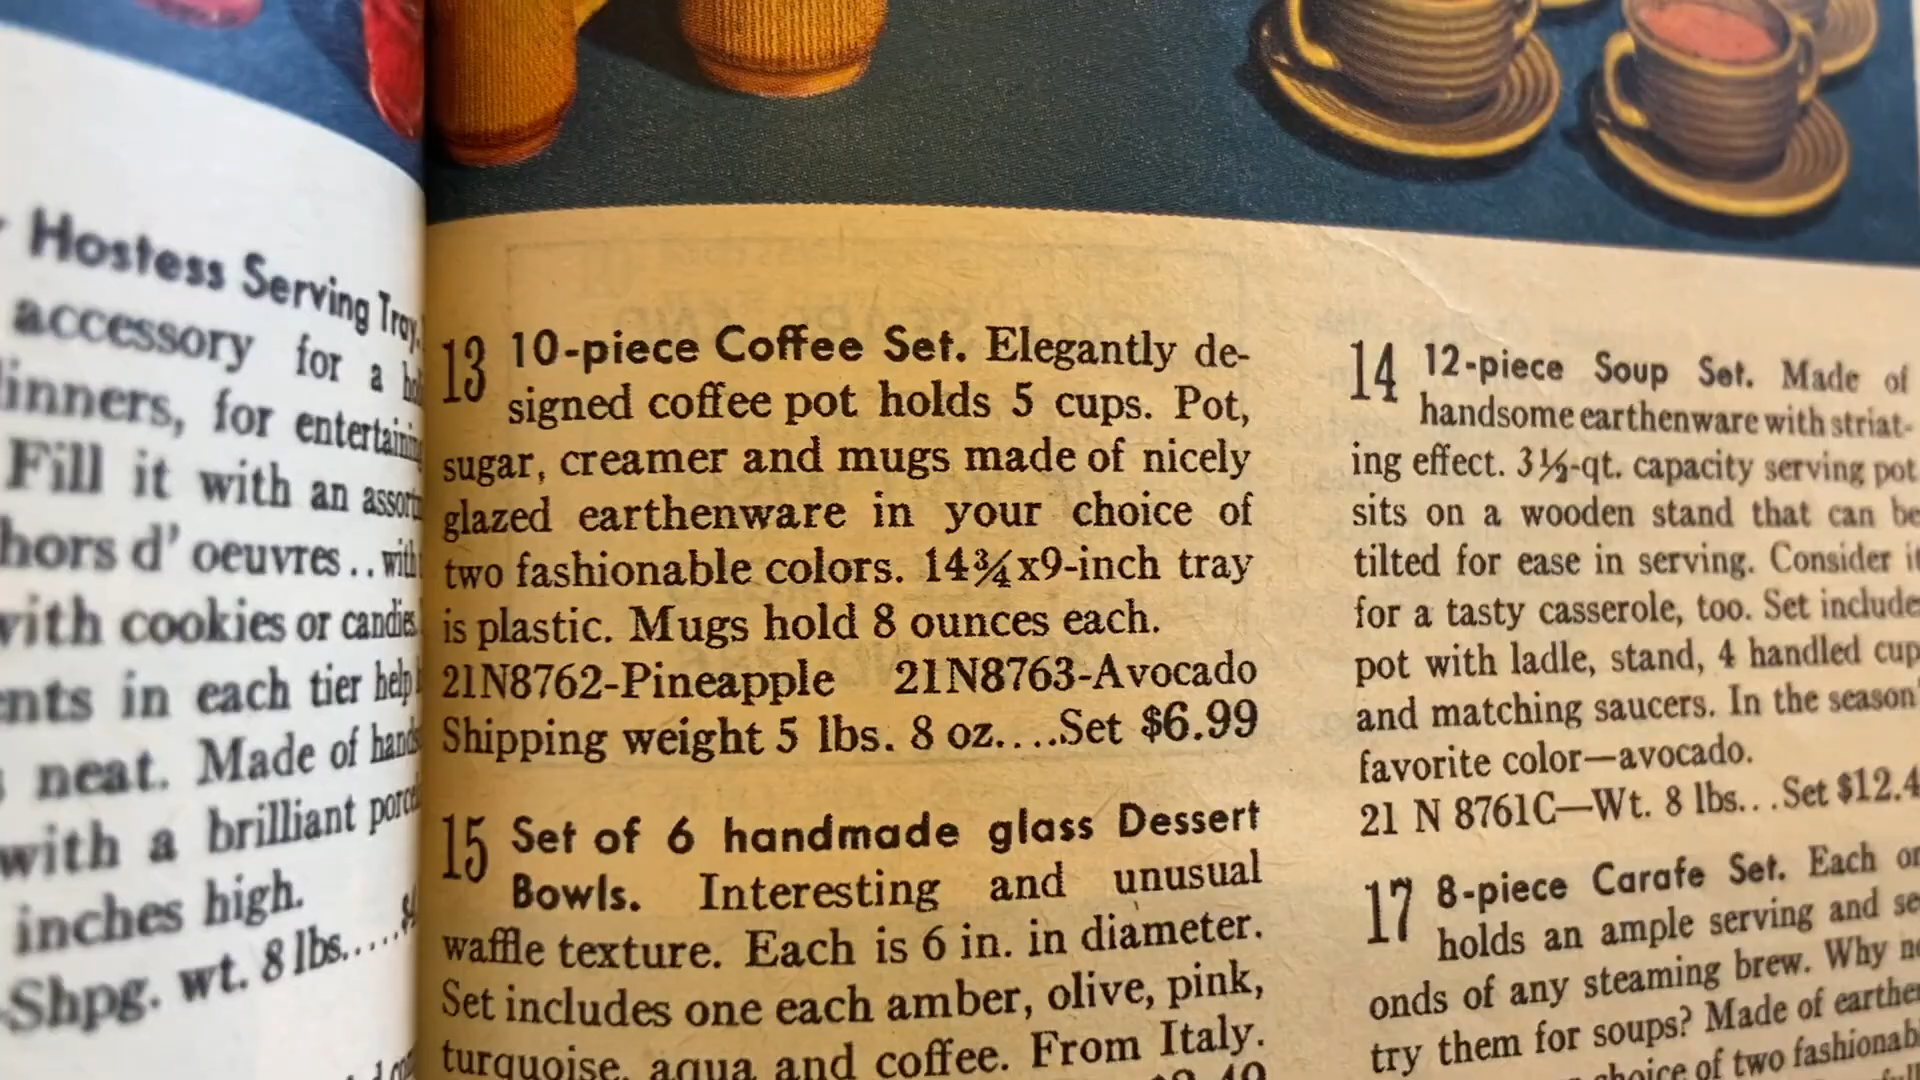 Hostess Serving Tray.
accessory for a
dinners, for entertaining
Fill it with an
hors d' oeuvres..with
with cookies or candies.
in each tier help
neat. Made of
with a brilliant
inches high.
Shpg. wt. 8 lbs.....
13 10-piece Coffee Set. Elegantly de-
signed coffee pot holds 5 cups. Pot,
sugar, creamer and mugs made of nicely
glazed earthenware in your choice of
two fashionable colors. 14¾x9-inch tray
is plastic. Mugs hold 8 ounces each.
21N8762-Pineapple 21N8763-Avocado
Shipping weight 5 lbs. 8 oz....Set $6.99
15 Set of 6 handmade glass Dessert
Bowls. Interesting and unusual
waffle texture. Each is 6 in. in diameter.
Set includes one each amber, olive, pink,
turquoise, aqua and coffee. From Italy.
14 12-piece Soup Set. Made of
handsome earthenware with striat-
ing effect. 3½-qt. capacity serving pot
sits on a wooden stand that can be
tilted for ease in serving. Consider it
for a tasty casserole, too. Set include
pot with ladle, stand, 4 handled cup
and matching saucers. In the season'
favorite color—avocado.
21 N 8761C—Wt. 8 lbs...Set $12.4
17 8-piece Carafe Set. Each
holds an ample serving and
onds of any steaming brew. Why
try them for soups? Made of
choice of two